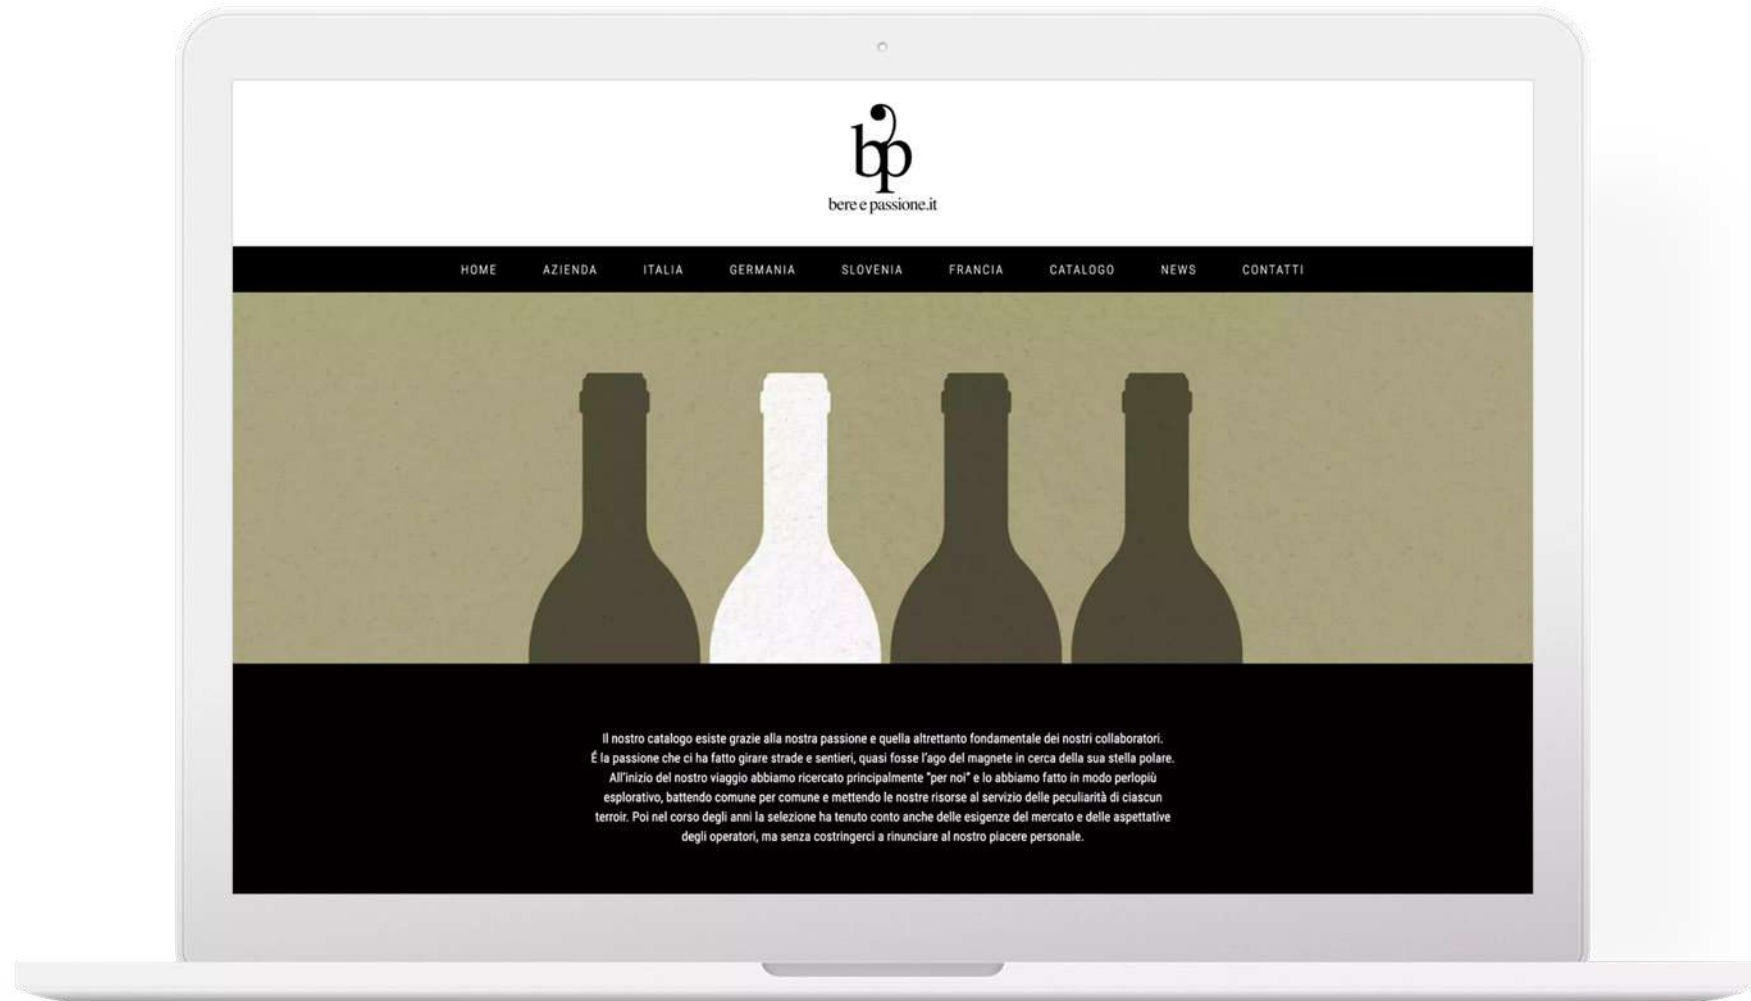 bp
bere e passione.it
HOME AZIENDA ITALIA GERMANIA SLOVENIA FRANCIA CATALOGO NEWS CONTATTI
Il nostro catalogo esiste grazie alla nostra passione e quella altrettanto fondamentale dei nostri collaboratori.
É la passione che ci ha fatto girare strade e sentieri, quasi fosse l'ago del magnete in cerca della sua stella polare.
All'inizio del nostro viaggio abbiamo ricercato principalmente "per noi" e lo abbiamo fatto in modo perlopiù
esplorativo, battendo comune per comune e mettendo le nostre risorse al servizio delle peculiarità di ciascun
terroir. Poi nel corso degli anni la selezione ha tenuto conto anche delle esigenze del mercato e delle aspettative
degli operatori, ma senza costringerci a rinunciare al nostro piacere personale.